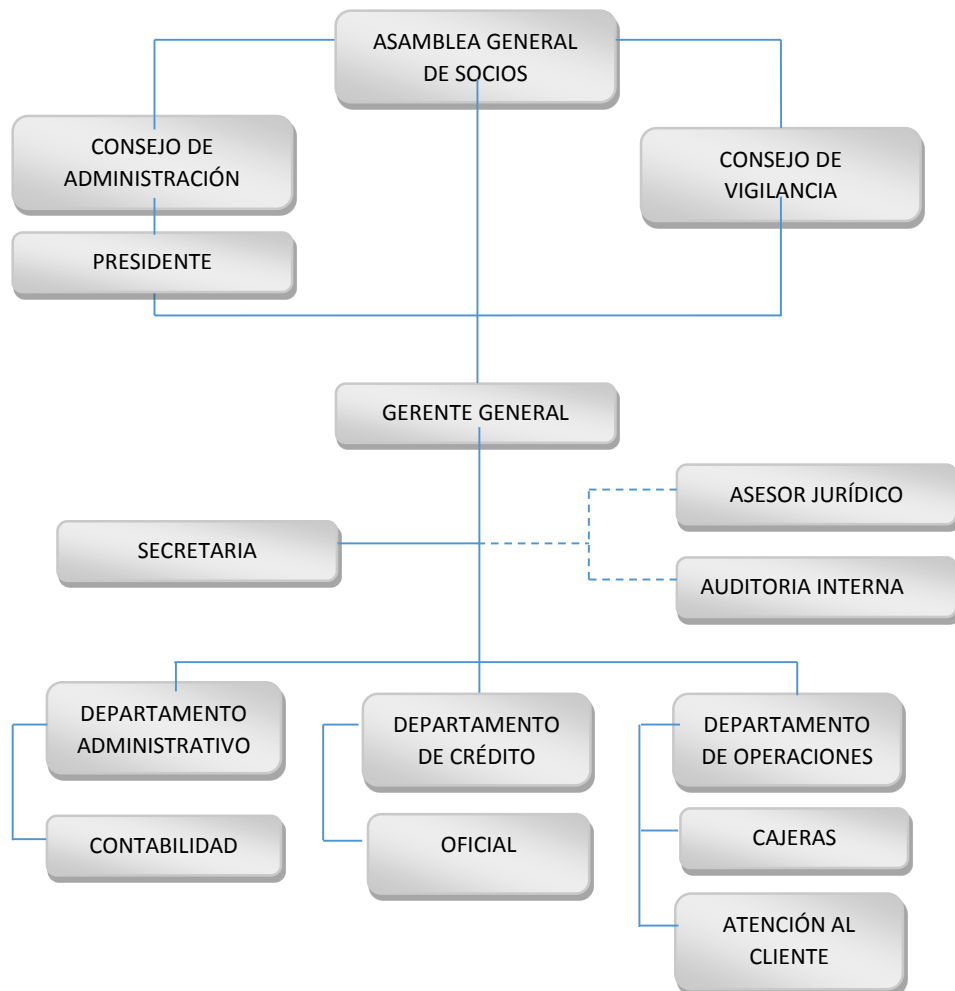 ASAMBLEA GENERAL
DE SOCIOS
CONSEJO DE
ADMINISTRACIÓN
CONSEJO DE
VIGILANCIA
PRESIDENTE
GERENTE GENERAL
ASESOR JURÍDICO
SECRETARIA
AUDITORIA INTERNA
DEPARTAMENTO
ADMINISTRATIVO
DEPARTAMENTO
DE CRÉDITO
DEPARTAMENTO
DE OPERACIONES
CONTABILIDAD
OFICIAL
CAJERAS
ATENCIÓN AL
CLIENTE